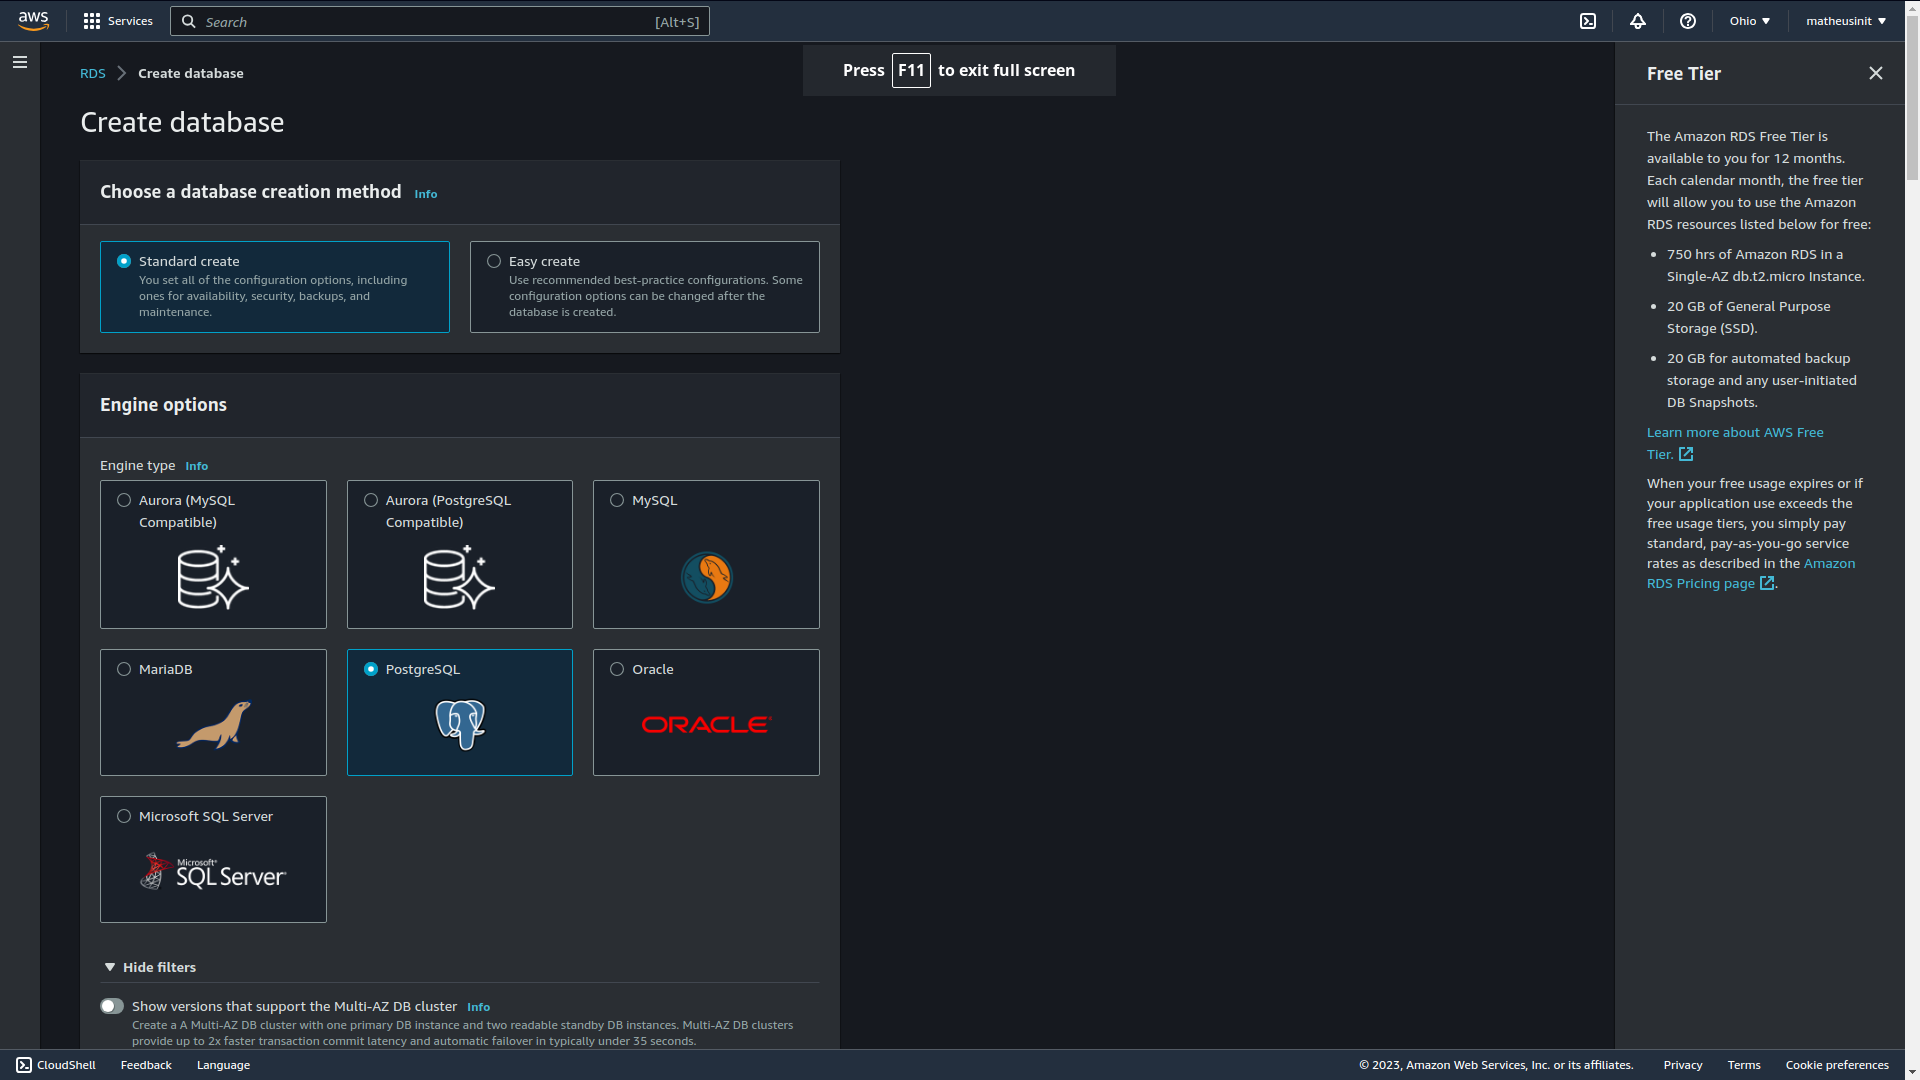 aws
Services
Search
[Alt+S]
Ohio
matheusinit
RDS
Create database
Press F11 to exit full screen
Create database
Choose a database creation method Info
Standard create
You set all of the configuration options, including
ones for availability, security, backups, and
maintenance.
Easy create
Use recommended best-practice configurations. Some
configuration options can be changed after the
database is created.
Engine options
Engine type Info
Aurora (MySQL
Compatible)
Aurora (PostgreSQL
Compatible)
MySQL
MariaDB
PostgreSQL
Oracle
ORACLE
Microsoft SQL Server
Microsoft®
SQL Server
Hide filters
Show versions that support the Multi-AZ DB cluster Info
Create a A Multi-AZ DB cluster with one primary DB instance and two readable standby DB instances. Multi-AZ DB clusters
provide up to 2x faster transaction commit latency and automatic failover in typically under 35 seconds.
Free Tier
The Amazon RDS Free Tier is
available to you for 12 months.
Each calendar month, the free tier
will allow you to use the Amazon
RDS resources listed below for free:
• 750 hrs of Amazon RDS in a
Single-AZ db.t2.micro Instance.
• 20 GB of General Purpose
Storage (SSD).
• 20 GB for automated backup
storage and any user-initiated
DB Snapshots.
Learn more about AWS Free
Tier.
When your free usage expires or if
your application use exceeds the
free usage tiers, you simply pay
standard, pay-as-you-go service
rates as described in the Amazon
RDS Pricing page.
CloudShell
Feedback
Language
© 2023, Amazon Web Services, Inc. or its affiliates.
Privacy
Terms
Cookie preferences